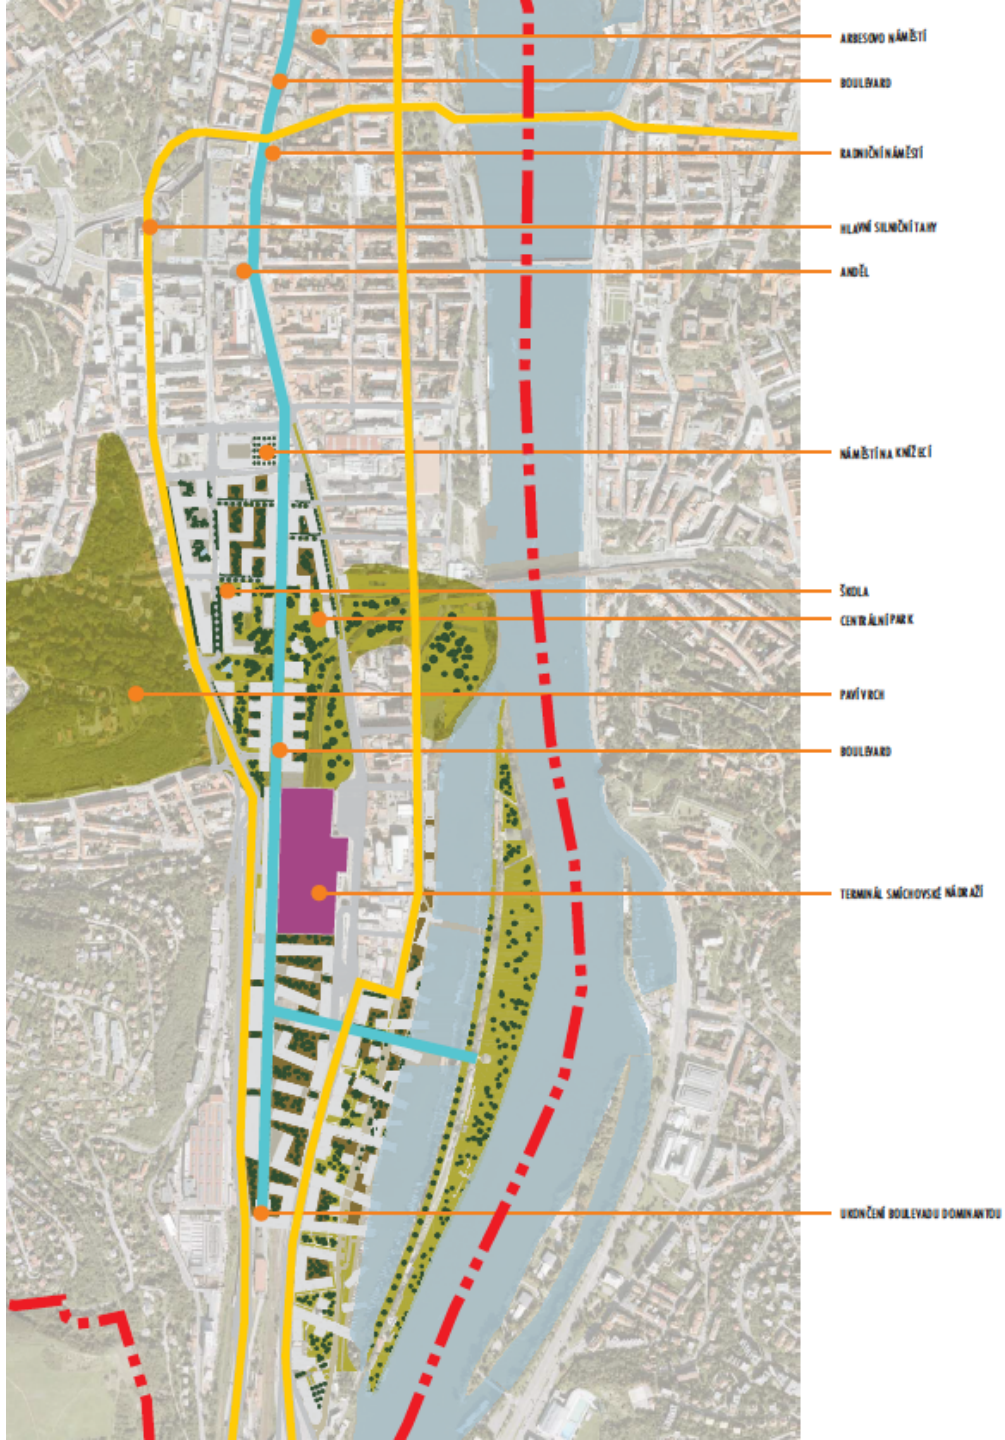 ARBESOVO NÁMĚSTÍ
BOULEVARD
RADNIČNÍ NÁMĚSTÍ
HLAVNÍ SILNIČNÍ TAHY
ANDĚL
NÁMĚSTÍ NA KNÍŽECÍ
ŠKOLA
CENTRÁLNÍ PARK
PAVÍ VRCH
BOULEVARD
TERMINÁL SMÍCHOVSKÉ NÁDRAŽÍ
UKONČENÍ BOULEVADU DOMINANTOU